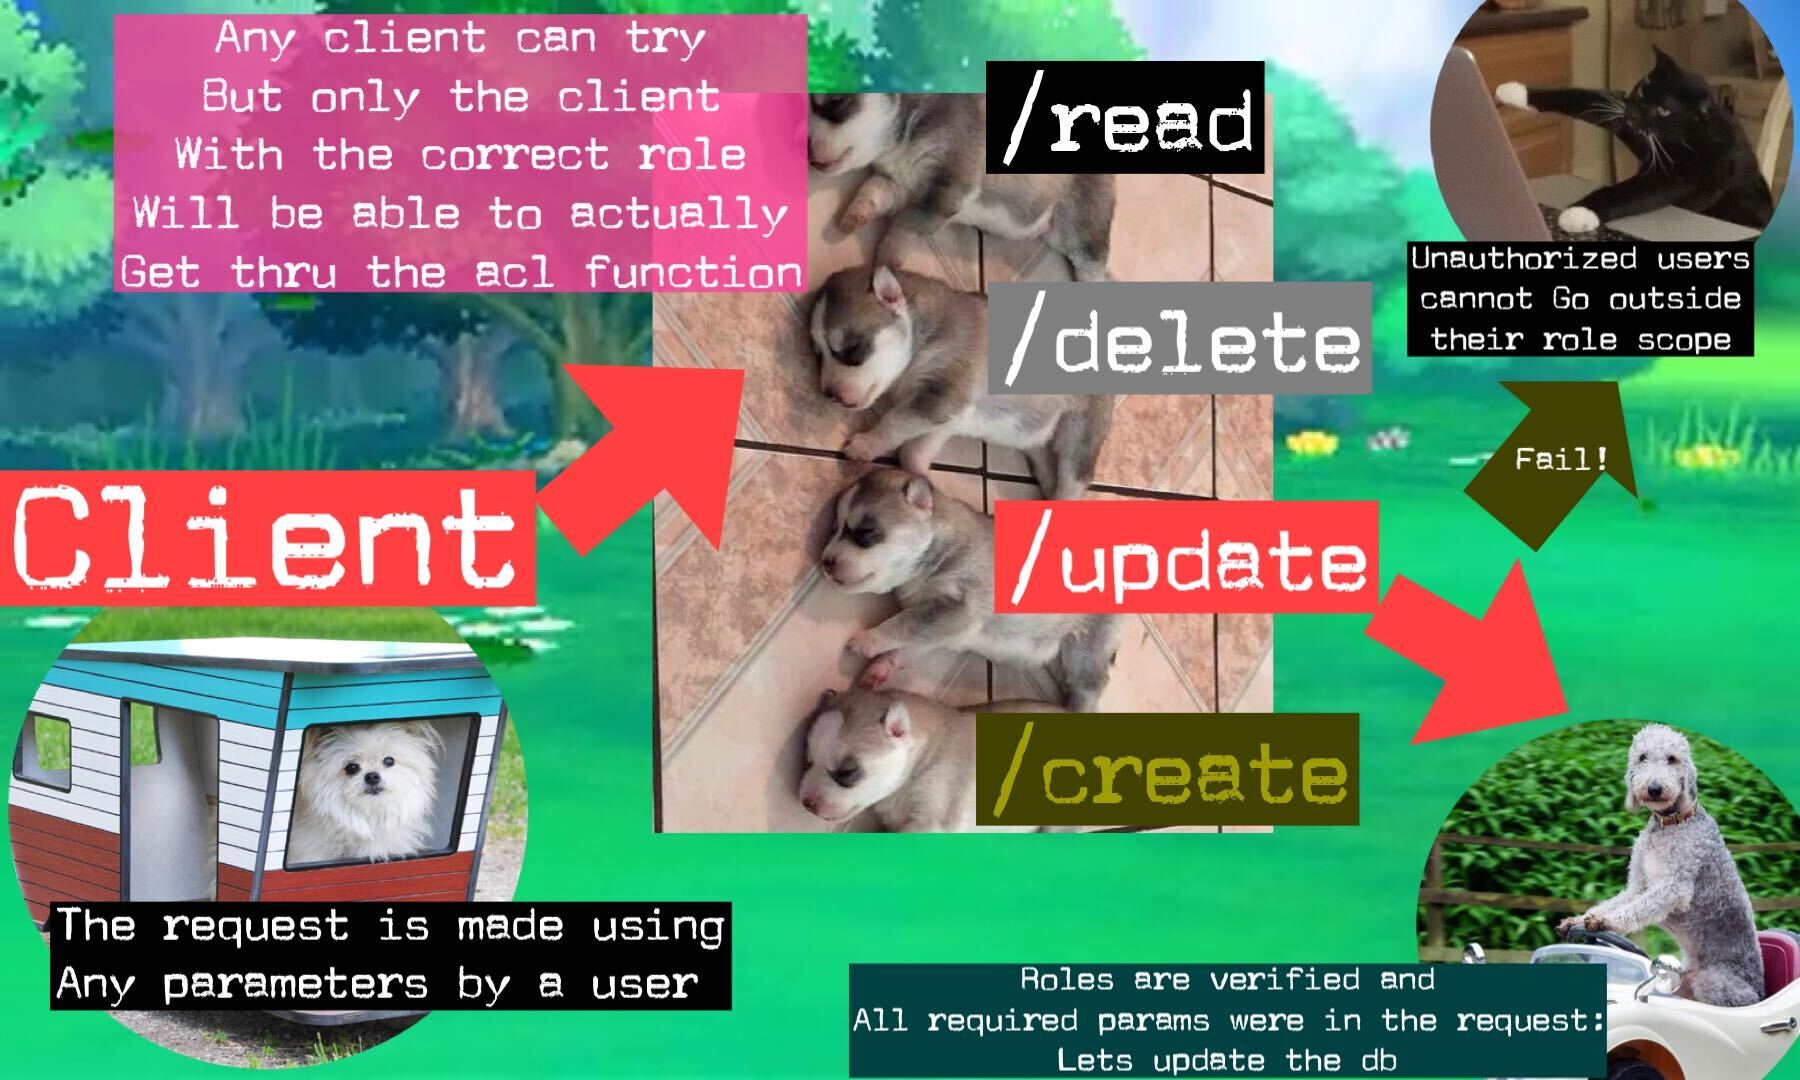 Any client can try
But only the client
With the correct role
Will be able to actually
Get thru the acl function
/read
/delete
/update
/create
Unauthorized users
cannot Go outside
their role scope
Fail!
Client
The request is made using
Any parameters by a user
Roles are verified and
All required params were in the request:
Lets update the db